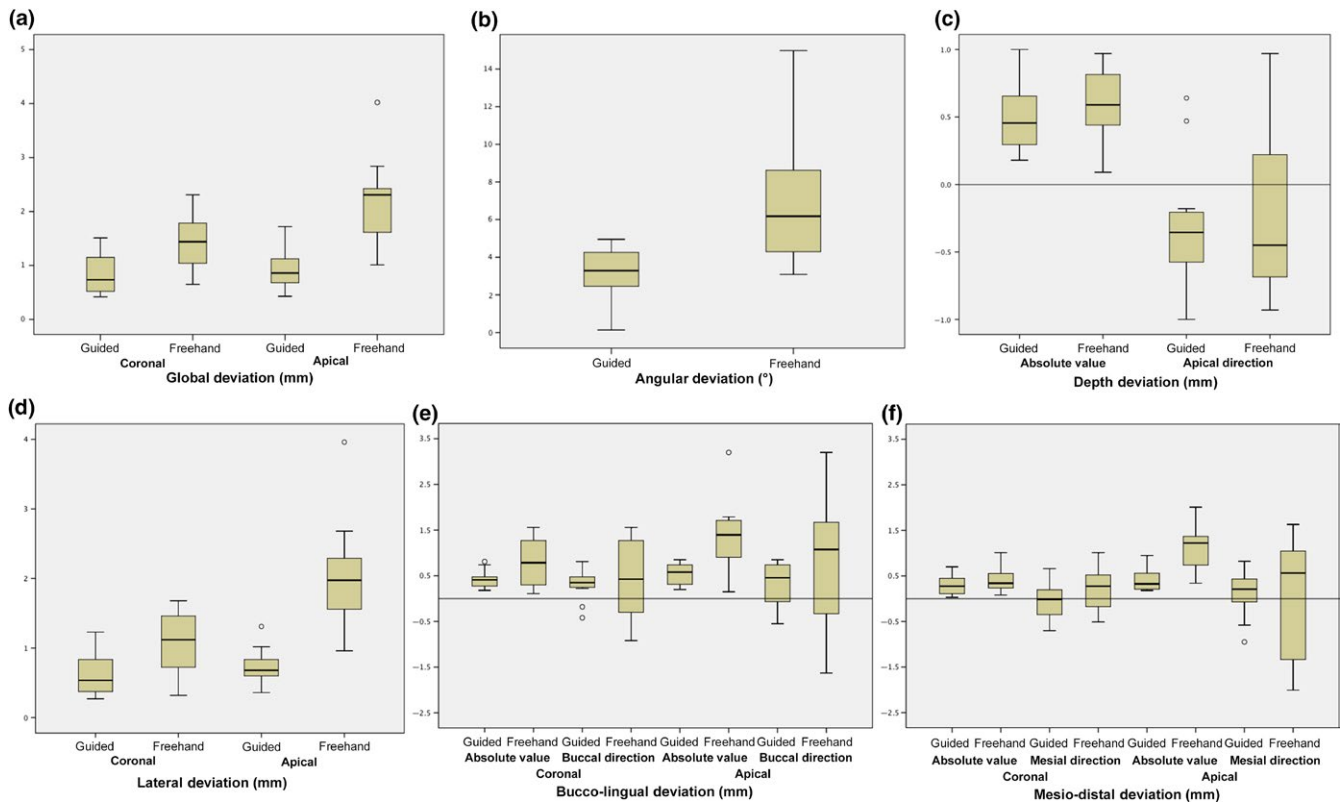 (a)
5
4
3
2
1
0
Guided Freehand Guided Freehand
Coronal Apical
Global deviation (mm)
(b)
14
12
10
8
6
4
2
0
Guided Freehand
Angular deviation (°)
(c)
1.0
0.5
0.0
−0.5
−1.0
Guided Freehand Guided Freehand
Absolute value Apical direction
Depth deviation (mm)
(d)
4
3
2
1
0
Guided Freehand Guided Freehand
Coronal Apical
Lateral deviation (mm)
(e)
3.5
2.5
1.5
0.5
−0.5
−1.5
−2.5
Guided Freehand Guided Freehand Guided Freehand Guided Freehand
Absolute value Buccal direction Absolute value Buccal direction
Coronal Apical
Bucco-lingual deviation (mm)
(f)
3.5
2.5
1.5
0.5
−0.5
−1.5
−2.5
Guided Freehand Guided Freehand Guided Freehand Guided Freehand
Absolute value Mesial direction Absolute value Mesial direction
Coronal Apical
Mesio-distal deviation (mm)